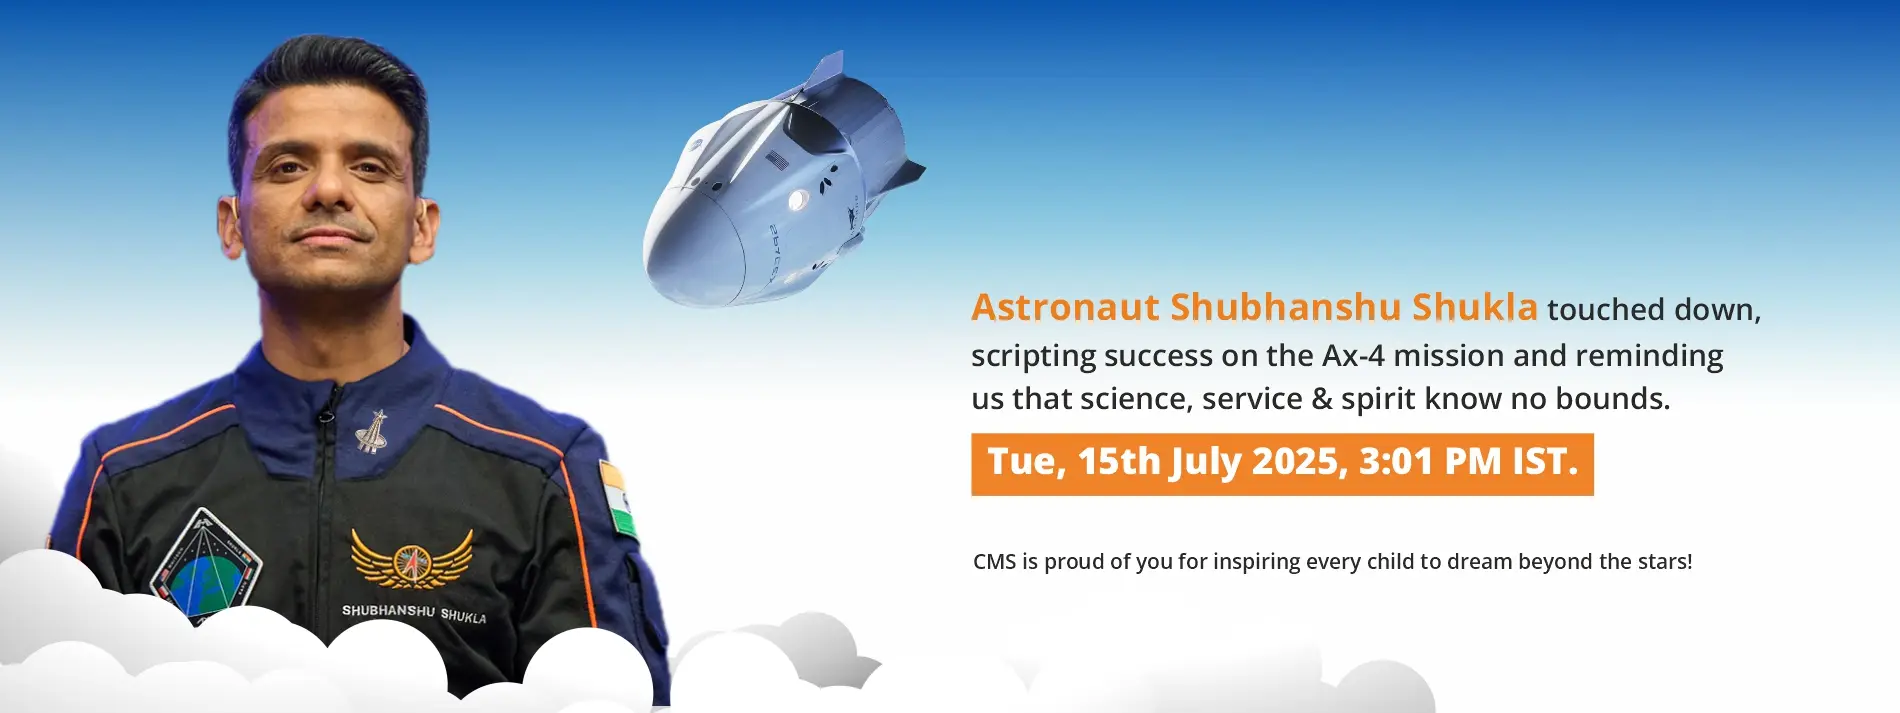 Astronaut Shubhanshu Shukla touched down,
scripting success on the Ax-4 mission and reminding
us that science, service & spirit know no bounds.
Tue, 15th July 2025, 3:01 PM IST.
CMS is proud of you for inspiring every child to dream beyond the stars!
SHUBHANSHU SHUKLA